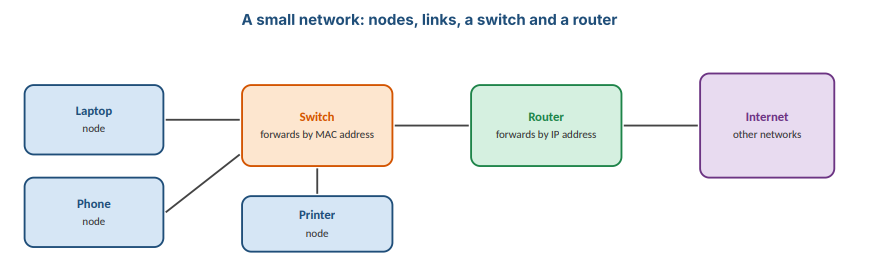 A small network: nodes, links, a switch and a router
Laptop
node
Switch
forwards by MAC address
Router
forwards by IP address
Internet
other networks
Phone
node
Printer
node